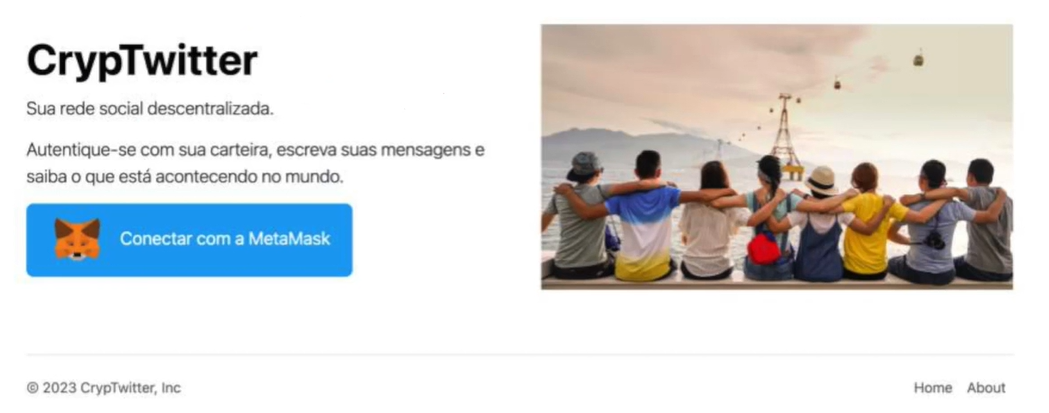 CrypTwitter
Sua rede social descentralizada.
Autentique-se com sua carteira, escreva suas mensagens e
saiba o que está acontecendo no mundo.
Conectar com a MetaMask
© 2023 CrypTwitter, Inc
Home About